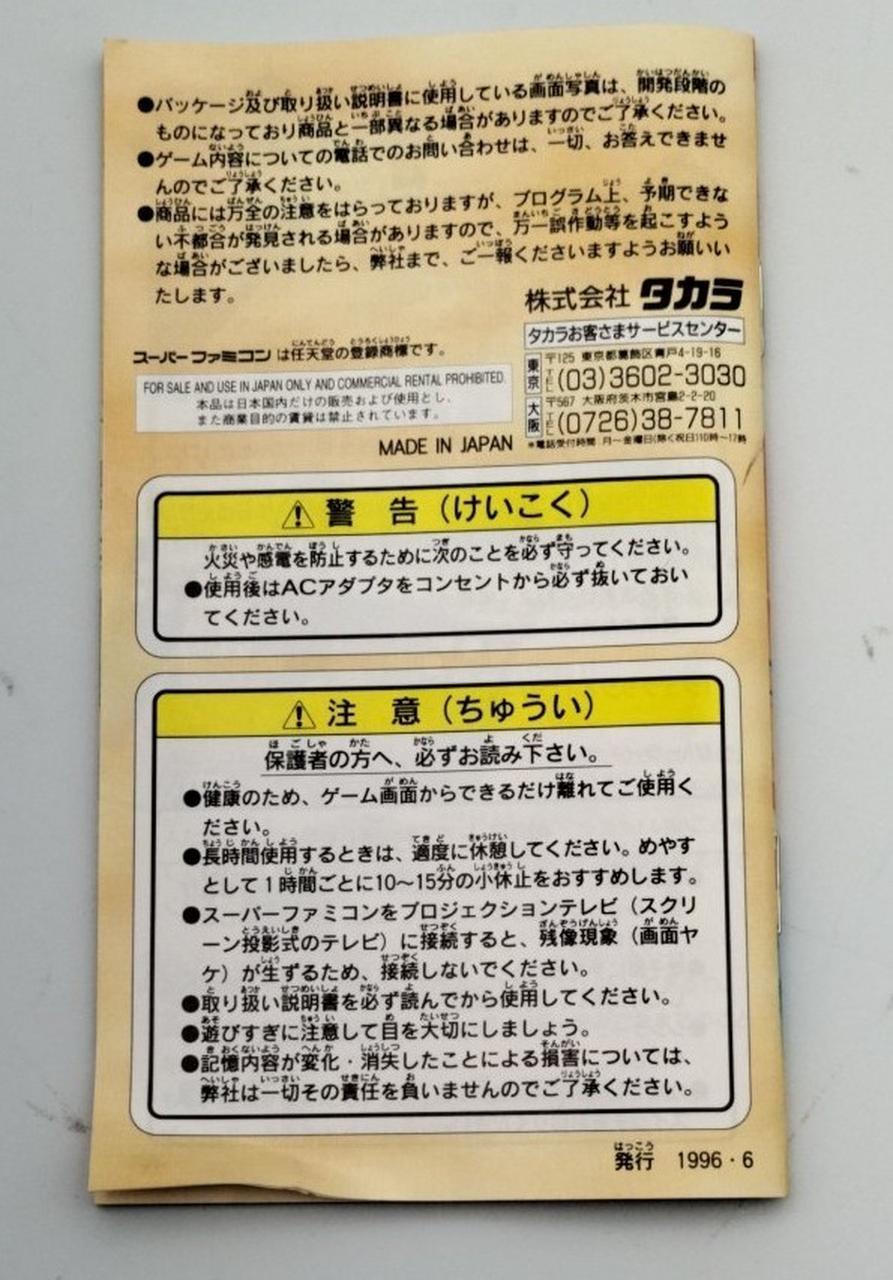 ●パッケージ及び取り扱い説明書に使用している画面写真は、開発段階の
ものになっており商品と一部異なる場合がありますのでご了承ください。
●ゲーム内容についての電話でのお問い合わせは、一切、お答えできませ
んのでご了承ください。
●商品には万全の注意をはらっておりますが、プログラム上、予期できな
い不都合が発見される場合がありますので、万一誤作動等を起こすよう
な場合がございましたら、弊社まで、ご一報くださいますようお願いい
たします。
株式会社 タカラ
タカラお客さまサービスセンター
東京 〒125 東京都葛飾区青戸4-19-16
TEL(03)3602-3030
大阪 〒567 大阪府茨木市宮島2-2-20
TEL(0726)38-7811
*電話受付時間 月〜金曜日(除く祝日)10時〜17時
スーパーファミコンは任天堂の登録商標です。
FOR SALE AND USE IN JAPAN ONLY AND COMMERCIAL RENTAL PROHIBITED.
本品は日本国内だけの販売および使用とし、
また商業目的の賃貸は禁止されています。
MADE IN JAPAN
⚠ 警 告（けいこく）
火災や感電を防止するために次のことを必ず守ってください。
●使用後はACアダプタをコンセントから必ず抜いておい
てください。
⚠ 注 意（ちゅうい）
保護者の方へ、必ずお読み下さい。
●健康のため、ゲーム画面からできるだけ離れてご使用く
ださい。
●長時間使用するときは、適度に休憩してください。めやす
として1時間ごとに10〜15分の小休止をおすすめします。
●スーパーファミコンをプロジェクションテレビ（スクリ
ーン投影式のテレビ）に接続すると、残像現象（画面ヤ
ケ）が生ずるため、接続しないでください。
●取り扱い説明書を必ず読んでから使用してください。
●遊びすぎに注意して目を大切にしましょう。
●記憶内容が変化・消失したことによる損害については、
弊社は一切その責任を負いませんのでご了承ください。
発行 1996・6